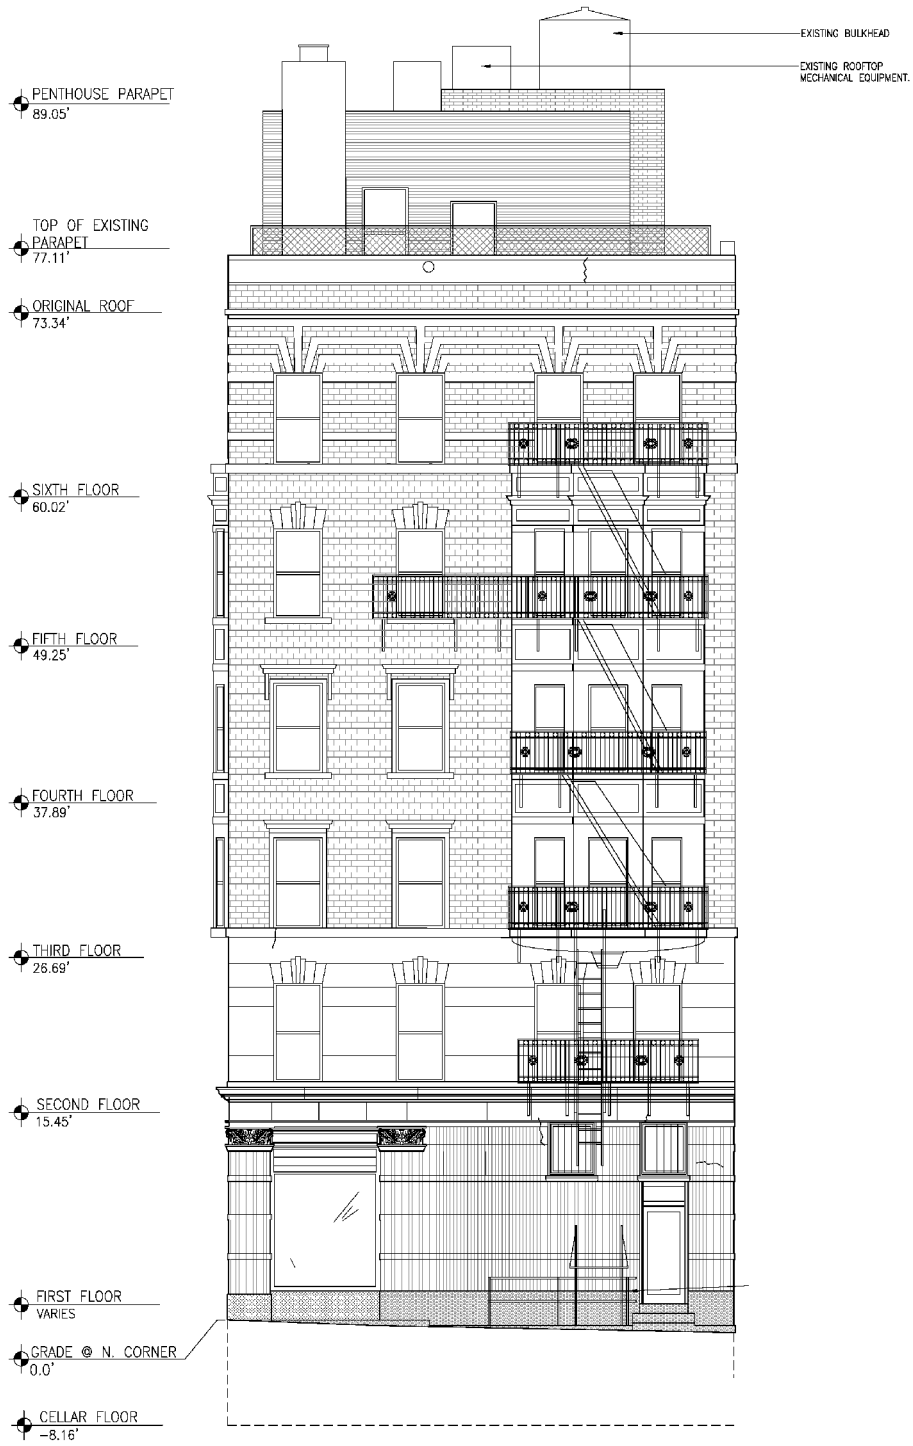 EXISTING BULKHEAD
EXISTING ROOFTOP
MECHANICAL EQUIPMENT.
PENTHOUSE PARAPET
89.05'
TOP OF EXISTING
PARAPET
77.11'
ORIGINAL ROOF
73.34'
SIXTH FLOOR
60.02'
FIFTH FLOOR
49.25'
FOURTH FLOOR
37.89'
THIRD FLOOR
26.69'
SECOND FLOOR
15.45'
FIRST FLOOR
VARIES
GRADE @ N. CORNER
0.0'
CELLAR FLOOR
-8.16'